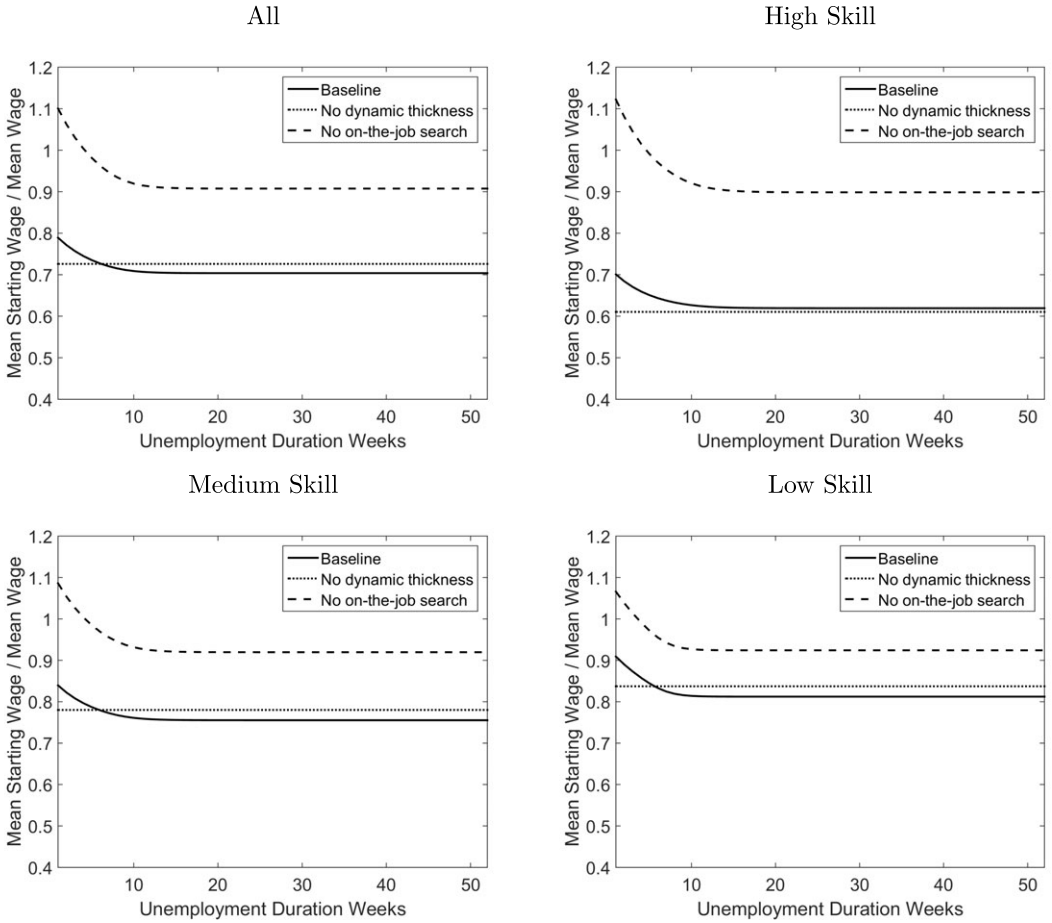 All
Mean Starting Wage / Mean Wage
1.2
1.1
1
0.9
0.8
0.7
0.6
0.5
0.4
Baseline
No dynamic thickness
No on-the-job search
10
20
30
40
50
Unemployment Duration Weeks
High Skill
Mean Starting Wage / Mean Wage
1.2
1.1
1
0.9
0.8
0.7
0.6
0.5
0.4
Baseline
No dynamic thickness
No on-the-job search
10
20
30
40
50
Unemployment Duration Weeks
Medium Skill
Mean Starting Wage / Mean Wage
1.2
1.1
1
0.9
0.8
0.7
0.6
0.5
0.4
Baseline
No dynamic thickness
No on-the-job search
10
20
30
40
50
Unemployment Duration Weeks
Low Skill
Mean Starting Wage / Mean Wage
1.2
1.1
1
0.9
0.8
0.7
0.6
0.5
0.4
Baseline
No dynamic thickness
No on-the-job search
10
20
30
40
50
Unemployment Duration Weeks